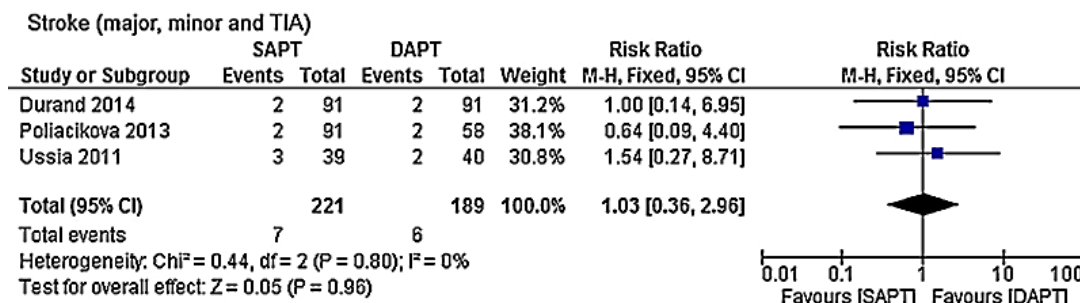 Stroke (major, minor and TIA)
SAPT DAPT Risk Ratio Risk Ratio
Study or Subgroup Events Total Events Total Weight M-H, Fixed, 95% CI M-H, Fixed, 95% CI
Durand 2014 2 91 2 91 31.2% 1.00 [0.14, 6.95]
Poliacikova 2013 2 91 2 58 38.1% 0.64 [0.09, 4.40]
Ussia 2011 3 39 2 40 30.8% 1.54 [0.27, 8.71]
Total (95% CI) 221 189 100.0% 1.03 [0.36, 2.96]
Total events 7 6
Heterogeneity: Chi² = 0.44, df = 2 (P = 0.80); I² = 0%
Test for overall effect: Z = 0.05 (P = 0.96)
0.01 0.1 1 10 100
Favours [SAPT] Favours [DAPT]